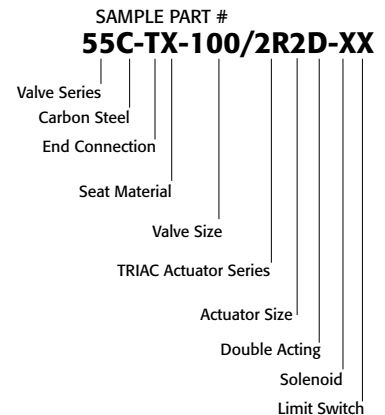 SAMPLE PART #
55C-TX-100/2R2D-XX
Valve Series
Carbon Steel
End Connection
Seat Material
Valve Size
TRIAC Actuator Series
Actuator Size
Double Acting
Solenoid
Limit Switch